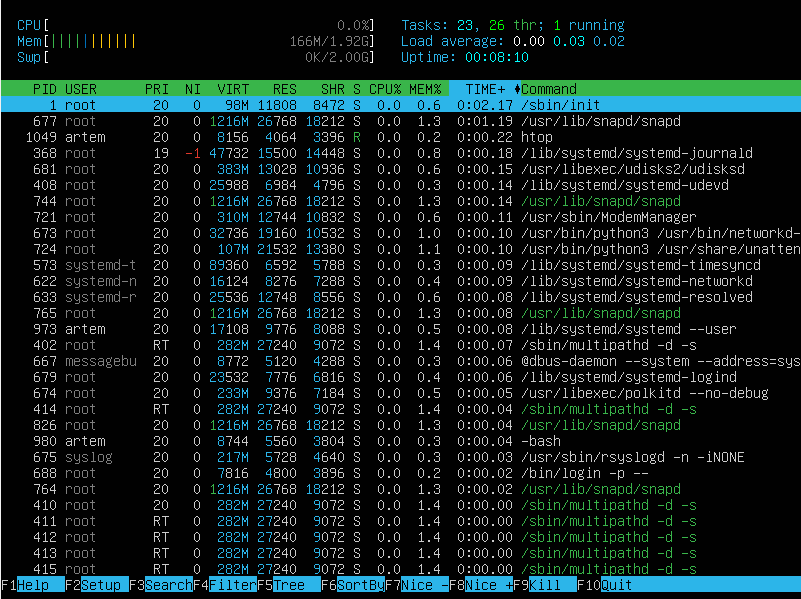 CPU[ 0.0%] Tasks: 23, 26 thr; 1 running
Mem[||||||||||| 166M/1.92G] Load average: 0.00 0.03 0.02
Swp[ 0K/2.00G] Uptime: 00:08:10
PID USER PRI NI VIRT RES SHR S CPU% MEM% TIME+ Command
1 root 20 0 98M 11808 8472 S 0.0 0.6 0:02.17 /sbin/init
677 root 20 0 1216M 26768 18212 S 0.0 1.3 0:01.19 /usr/lib/snapd/snapd
1049 artem 20 0 8156 4064 3396 R 0.0 0.2 0:00.22 htop
368 root 19 -1 47732 15500 14448 S 0.0 0.8 0:00.18 /lib/systemd/systemd-journald
681 root 20 0 383M 13028 10936 S 0.0 0.6 0:00.15 /usr/libexec/udisks2/udisksd
408 root 20 0 25988 6984 4796 S 0.0 0.3 0:00.14 /lib/systemd/systemd-udevd
744 root 20 0 1216M 26768 18212 S 0.0 1.3 0:00.14 /usr/lib/snapd/snapd
721 root 20 0 310M 12744 10832 S 0.0 0.6 0:00.11 /usr/sbin/ModemManager
673 root 20 0 32736 19160 10532 S 0.0 1.0 0:00.10 /usr/bin/python3 /usr/bin/networkd-
724 root 20 0 107M 21532 13380 S 0.0 1.1 0:00.10 /usr/bin/python3 /usr/share/unatten
573 systemd-t 20 0 89360 6592 5788 S 0.0 0.3 0:00.09 /lib/systemd/systemd-timesyncd
622 systemd-n 20 0 16124 8276 7288 S 0.0 0.4 0:00.09 /lib/systemd/systemd-networkd
633 systemd-r 20 0 25536 12748 8556 S 0.0 0.6 0:00.08 /lib/systemd/systemd-resolved
765 root 20 0 1216M 26768 18212 S 0.0 1.3 0:00.08 /usr/lib/snapd/snapd
973 artem 20 0 17108 9776 8088 S 0.0 0.5 0:00.08 /lib/systemd/systemd --user
402 root RT 0 282M 27240 9072 S 0.0 1.4 0:00.07 /sbin/multipathd -d -s
667 messagebu 20 0 8772 5120 4288 S 0.0 0.3 0:00.06 @dbus-daemon --system --address=sys
679 root 20 0 23532 7776 6816 S 0.0 0.4 0:00.06 /lib/systemd/systemd-logind
674 root 20 0 233M 9376 7184 S 0.0 0.5 0:00.05 /usr/libexec/polkitd --no-debug
414 root RT 0 282M 27240 9072 S 0.0 1.4 0:00.04 /sbin/multipathd -d -s
826 root 20 0 1216M 26768 18212 S 0.0 1.3 0:00.04 /usr/lib/snapd/snapd
980 artem 20 0 8744 5560 3804 S 0.0 0.3 0:00.04 -bash
675 syslog 20 0 217M 5728 4640 S 0.0 0.3 0:00.03 /usr/sbin/rsyslogd -n -iNONE
688 root 20 0 7816 4800 3896 S 0.0 0.2 0:00.02 /bin/login -p --
764 root 20 0 1216M 26768 18212 S 0.0 1.3 0:00.02 /usr/lib/snapd/snapd
410 root 20 0 282M 27240 9072 S 0.0 1.4 0:00.00 /sbin/multipathd -d -s
411 root RT 0 282M 27240 9072 S 0.0 1.4 0:00.00 /sbin/multipathd -d -s
412 root RT 0 282M 27240 9072 S 0.0 1.4 0:00.00 /sbin/multipathd -d -s
413 root RT 0 282M 27240 9072 S 0.0 1.4 0:00.00 /sbin/multipathd -d -s
415 root RT 0 282M 27240 9072 S 0.0 1.4 0:00.00 /sbin/multipathd -d -s
F1Help F2Setup F3SearchF4FilterF5Tree F6SortByF7Nice -F8Nice +F9Kill F10Quit